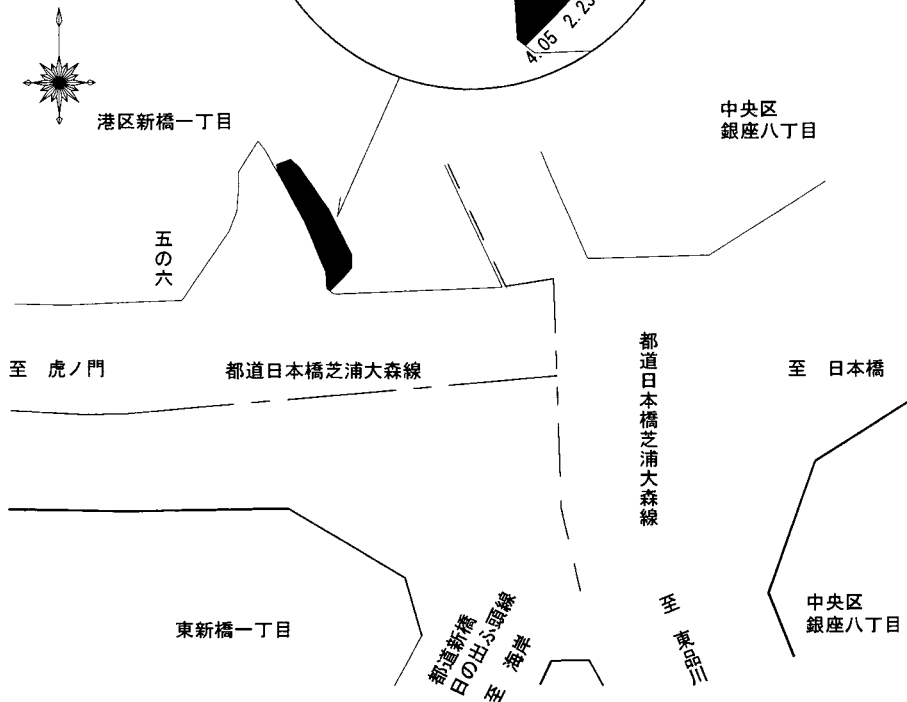 4.05 2.23
港区新橋一丁目
中央区
銀座八丁目
五の六
至 虎ノ門
都道日本橋芝浦大森線
都道日本橋芝浦大森線
至 日本橋
東新橋一丁目
都道新橋
日の出ふ頭線
至 海岸
至 東品川
中央区
銀座八丁目